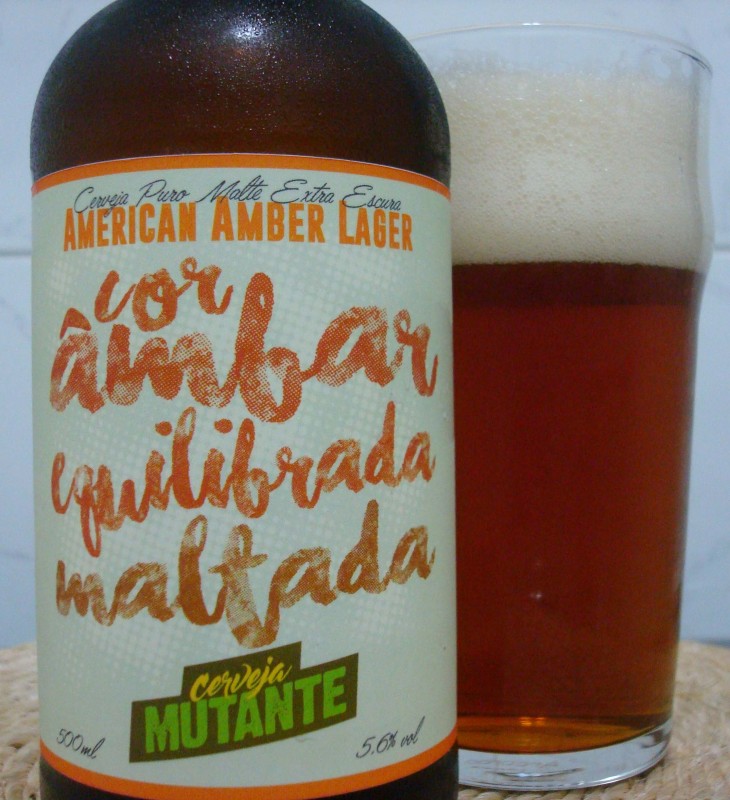 Cerveja Puro Malte Extra Escura
AMERICAN AMBER LAGER
cor
âmbar
equilibrada
maltada
cerveja
MUTANTE
500ml
5.6% vol